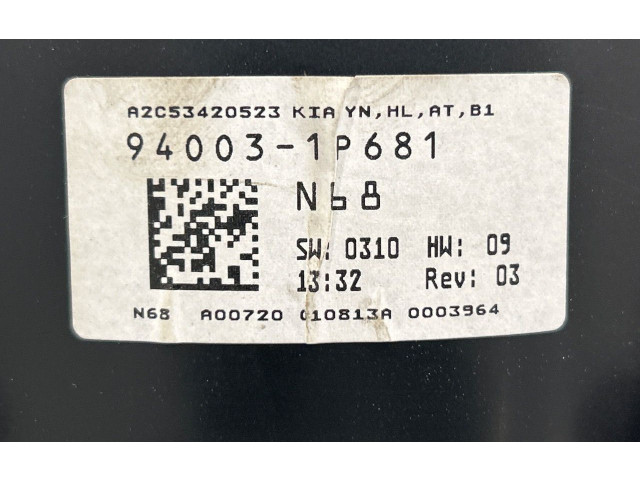 A2C53420523 KIA YN,HL,AT,B1
94003-1P681
N68
SW: 0310 HW: 09
13:32 Rev: 03
N68 A00720 010813A 0003964